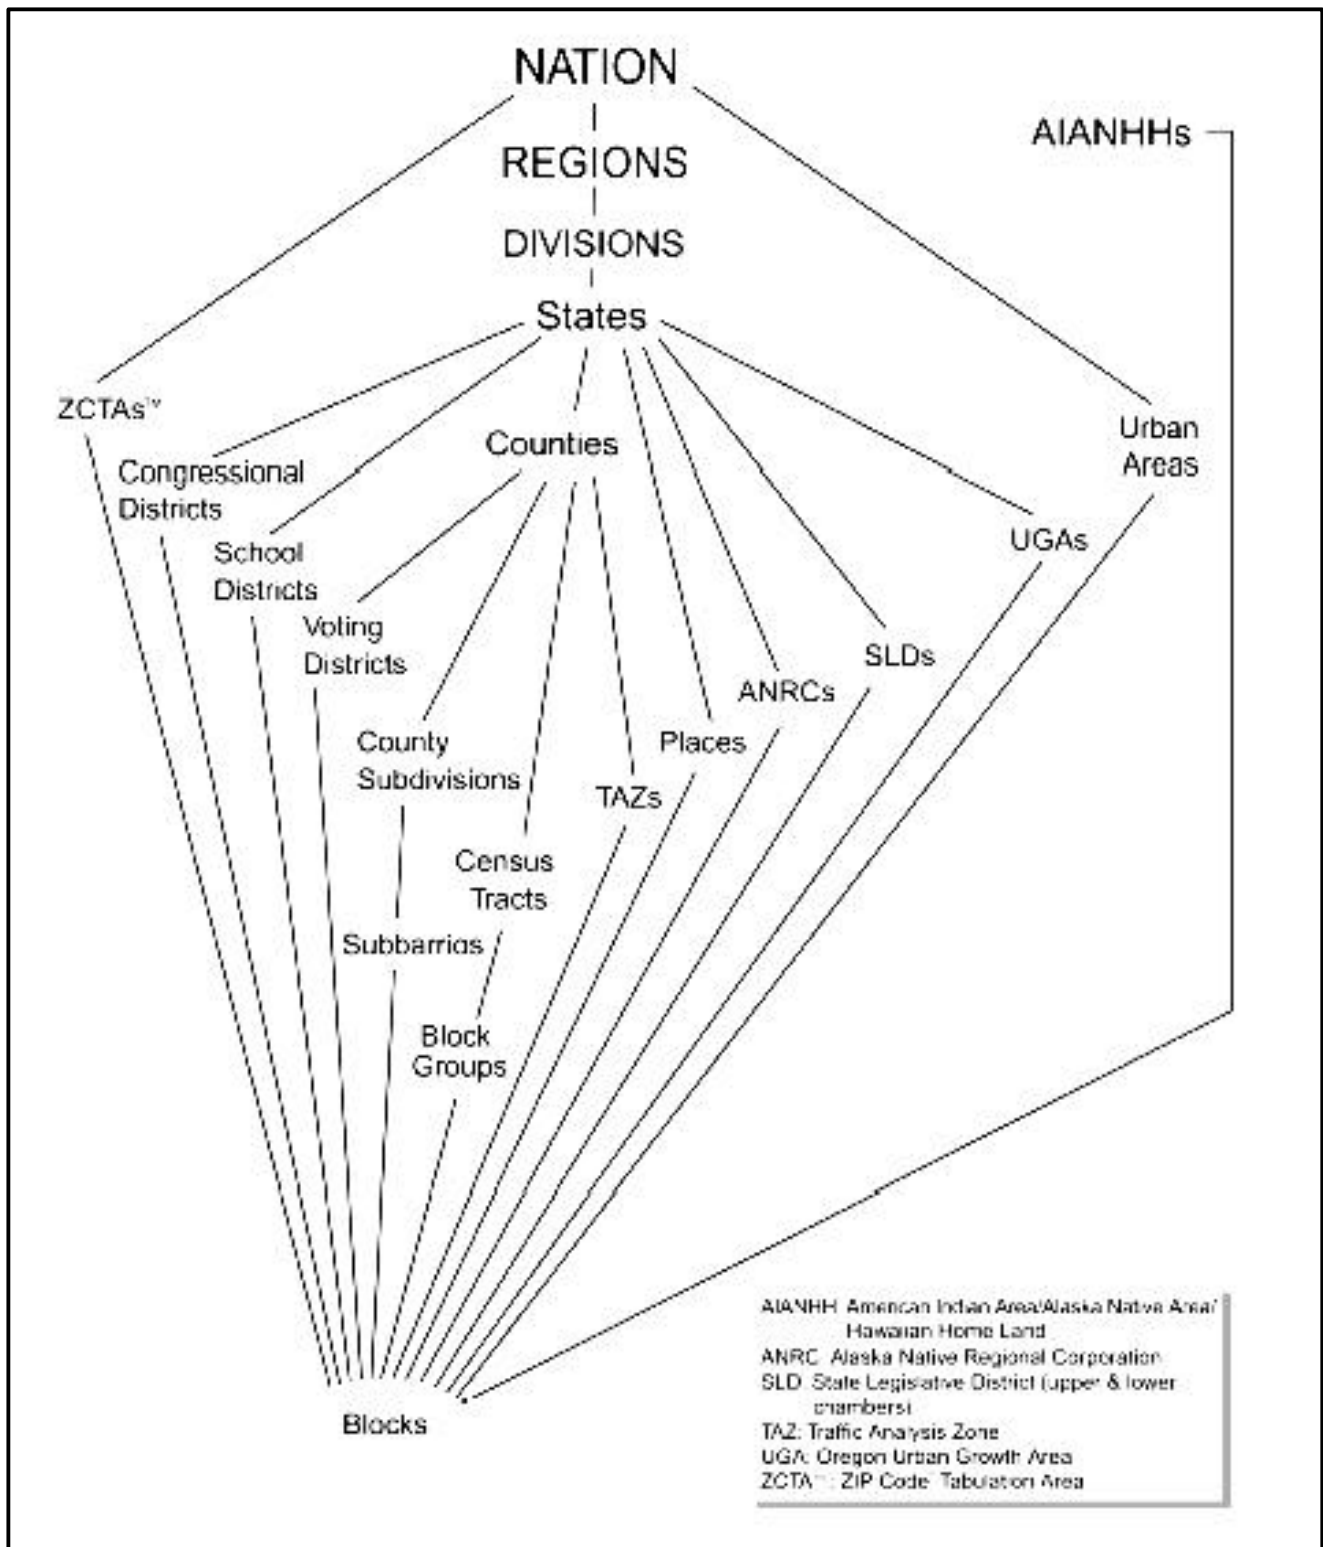 NATION
AIANHHs
REGIONS
DIVISIONS
States
ZCTAs™
Counties
Urban
Areas
Congressional
Districts
School
Districts
UGAs
Voting
Districts
SLDs
ANRCs
County
Subdivisions
Places
TAZs
Census
Tracts
Subbarrios
Block
Groups
Blocks
AIANHH: American Indian Area/Alaska Native Area/
Hawaiian Home Land
ANRC: Alaska Native Regional Corporation
SLD: State Legislative District (upper & lower
chambers)
TAZ: Traffic Analysis Zone
UGA: Oregon Urban Growth Area
ZCTA™: ZIP Code® Tabulation Area